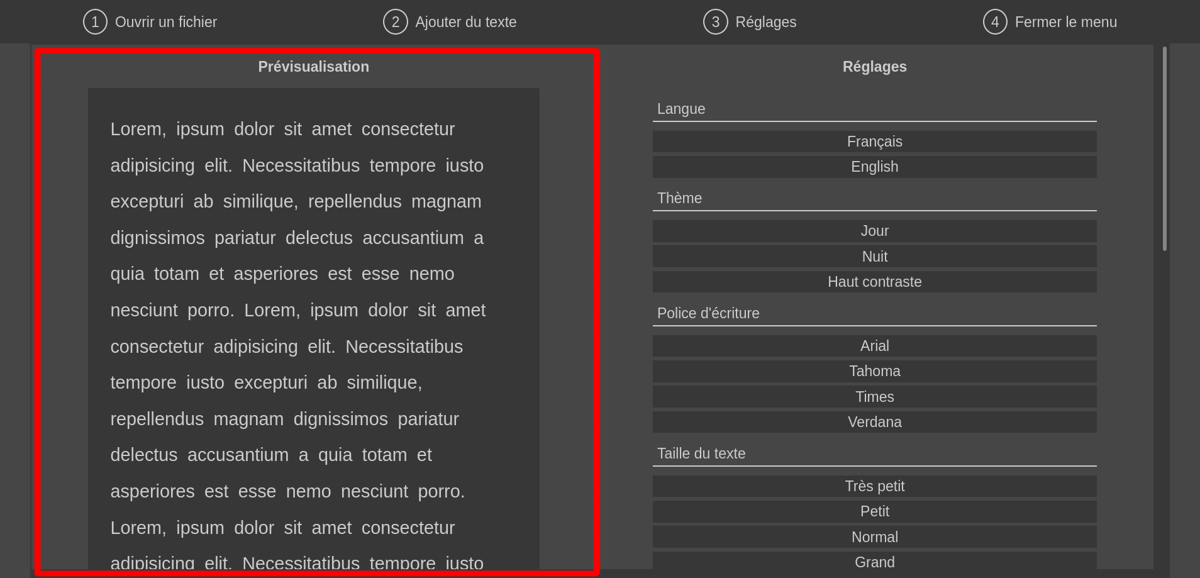 1 Ouvrir un fichier
2 Ajouter du texte
3 Réglages
4 Fermer le menu
Prévisualisation
Lorem, ipsum dolor sit amet consectetur
adipisicing elit. Necessitatibus tempore iusto
excepturi ab similique, repellendus magnam
dignissimos pariatur delectus accusantium a
quia totam et asperiores est esse nemo
nesciunt porro. Lorem, ipsum dolor sit amet
consectetur adipisicing elit. Necessitatibus
tempore iusto excepturi ab similique,
repellendus magnam dignissimos pariatur
delectus accusantium a quia totam et
asperiores est esse nemo nesciunt porro.
Lorem, ipsum dolor sit amet consectetur
adipisicing elit. Necessitatibus tempore iusto
Réglages
Langue
Français
English
Thème
Jour
Nuit
Haut contraste
Police d'écriture
Arial
Tahoma
Times
Verdana
Taille du texte
Très petit
Petit
Normal
Grand